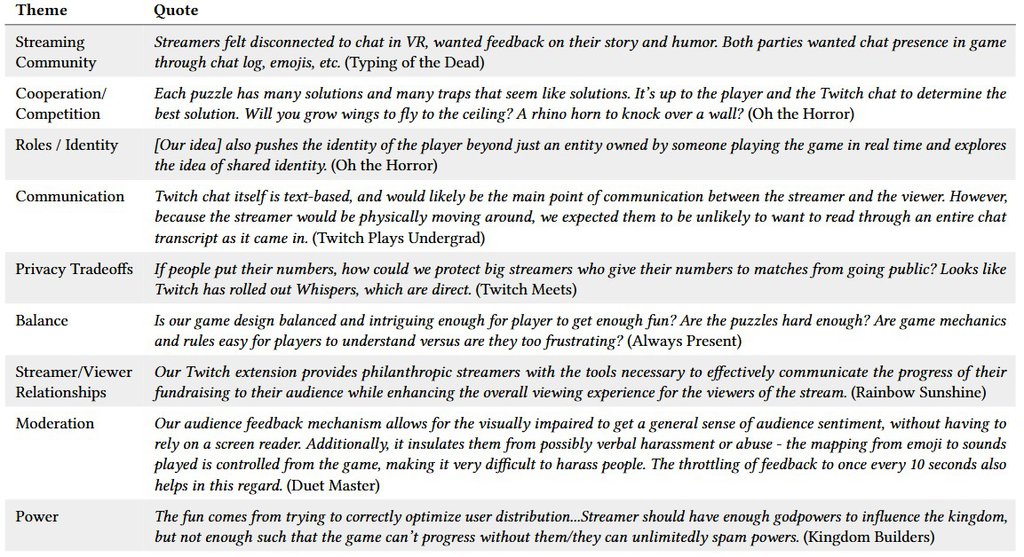 Theme Quote
Streaming Streamers felt disconnected to chat in VR, wanted feedback on their story and humor. Both parties wanted chat presence in game
Community through chat log, emojis, etc. (Typing of the Dead)
Cooperation/ Each puzzle has many solutions and many traps that seem like solutions. It's up to the player and the Twitch chat to determine the
Competition best solution. Will you grow wings to fly to the ceiling? A rhino horn to knock over a wall? (Oh the Horror)
Roles / Identity [Our idea] also pushes the identity of the player beyond just an entity owned by someone playing the game in real time and explores
the idea of shared identity. (Oh the Horror)
Communication Twitch chat itself is text-based, and would likely be the main point of communication between the streamer and the viewer. However,
because the streamer would be physically moving around, we expected them to be unlikely to want to read through an entire chat
transcript as it came in. (Twitch Plays Undergrad)
Privacy Tradeoffs If people put their numbers, how could we protect big streamers who give their numbers to matches from going public? Looks like
Twitch has rolled out Whispers, which are direct. (Twitch Meets)
Balance Is our game design balanced and intriguing enough for player to get enough fun? Are the puzzles hard enough? Are game mechanics
and rules easy for players to understand versus are they too frustrating? (Always Present)
Streamer/Viewer Our Twitch extension provides philanthropic streamers with the tools necessary to effectively communicate the progress of their
Relationships fundraising to their audience while enhancing the overall viewing experience for the viewers of the stream. (Rainbow Sunshine)
Moderation Our audience feedback mechanism allows for the visually impaired to get a general sense of audience sentiment, without having to
rely on a screen reader. Additionally, it insulates them from possibly verbal harassment or abuse - the mapping from emoji to sounds
played is controlled from the game, making it very difficult to harass people. The throttling of feedback to once every 10 seconds also
helps in this regard. (Duet Master)
Power The fun comes from trying to correctly optimize user distribution...Streamer should have enough godpowers to influence the kingdom,
but not enough such that the game can't progress without them/they can unlimitedly spam powers. (Kingdom Builders)